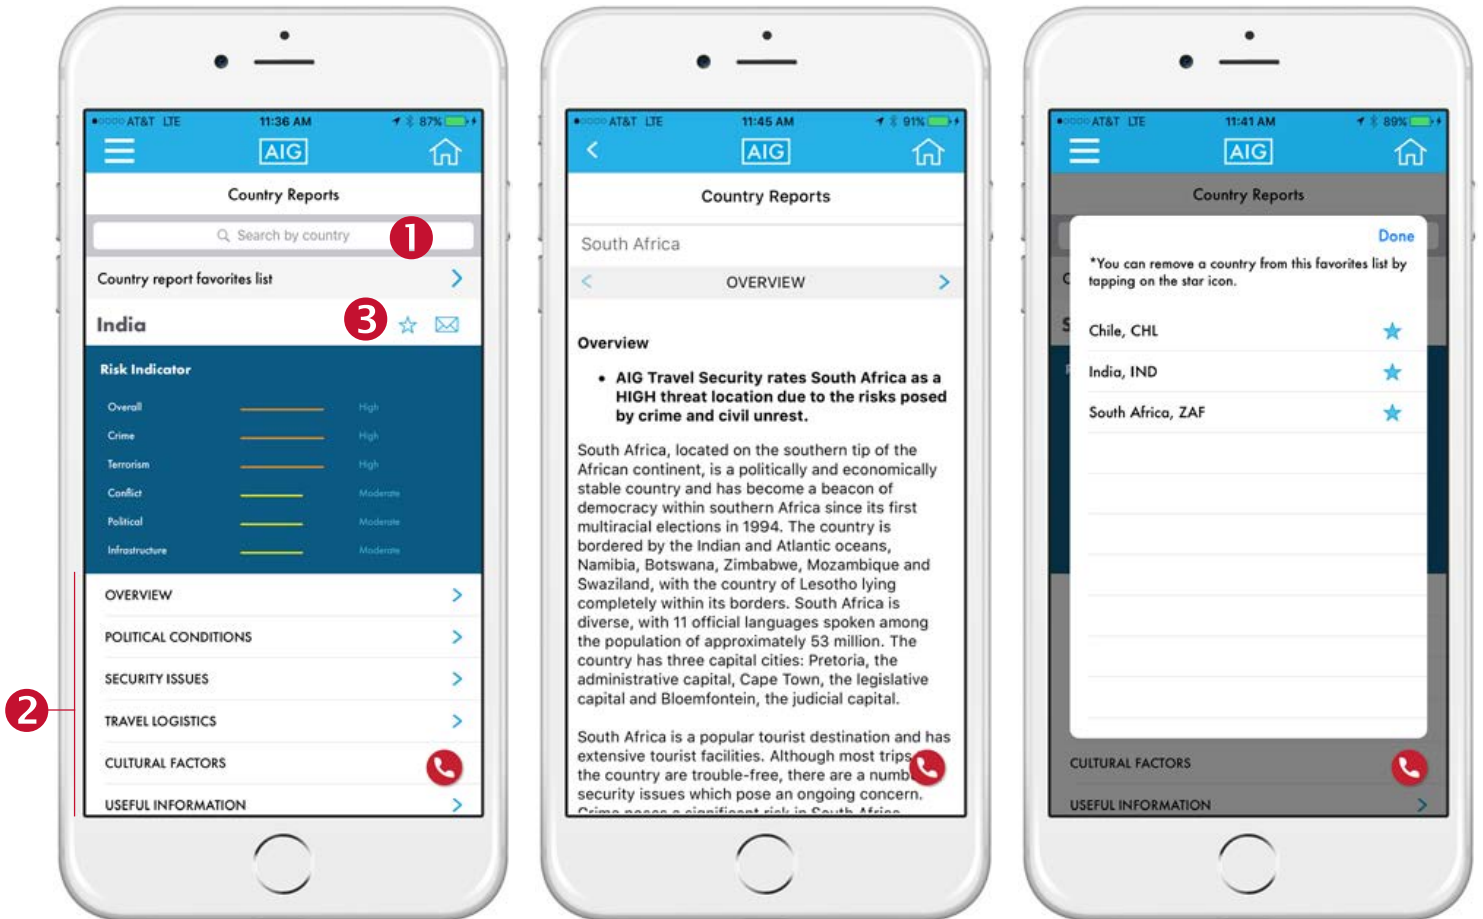 AT&T LTE 11:36 AM 87%
AIG
Country Reports
Search by country
1
Country report favorites list
India
3
Risk Indicator
Overall High
Crime High
Terrorism High
Conflict Moderate
Political Moderate
Infrastructure Moderate
2
OVERVIEW
POLITICAL CONDITIONS
SECURITY ISSUES
TRAVEL LOGISTICS
CULTURAL FACTORS
USEFUL INFORMATION
AT&T LTE 11:45 AM 91%
AIG
Country Reports
South Africa
OVERVIEW
Overview
• AIG Travel Security rates South Africa as a
HIGH threat location due to the risks posed
by crime and civil unrest.
South Africa, located on the southern tip of the
African continent, is a politically and economically
stable country and has become a beacon of
democracy within southern Africa since its first
multiracial elections in 1994. The country is
bordered by the Indian and Atlantic oceans,
Namibia, Botswana, Zimbabwe, Mozambique and
Swaziland, with the country of Lesotho lying
completely within its borders. South Africa is
diverse, with 11 official languages spoken among
the population of approximately 53 million. The
country has three capital cities: Pretoria, the
administrative capital, Cape Town, the legislative
capital and Bloemfontein, the judicial capital.
South Africa is a popular tourist destination and has
extensive tourist facilities. Although most trips
the country are trouble-free, there are a numb
security issues which pose an ongoing concern.
Crime poses a significant risk in South Africa
AT&T LTE 11:41 AM 89%
AIG
Country Reports
Done
*You can remove a country from this favorites list by
tapping on the star icon.
Chile, CHL
India, IND
South Africa, ZAF
CULTURAL FACTORS
USEFUL INFORMATION